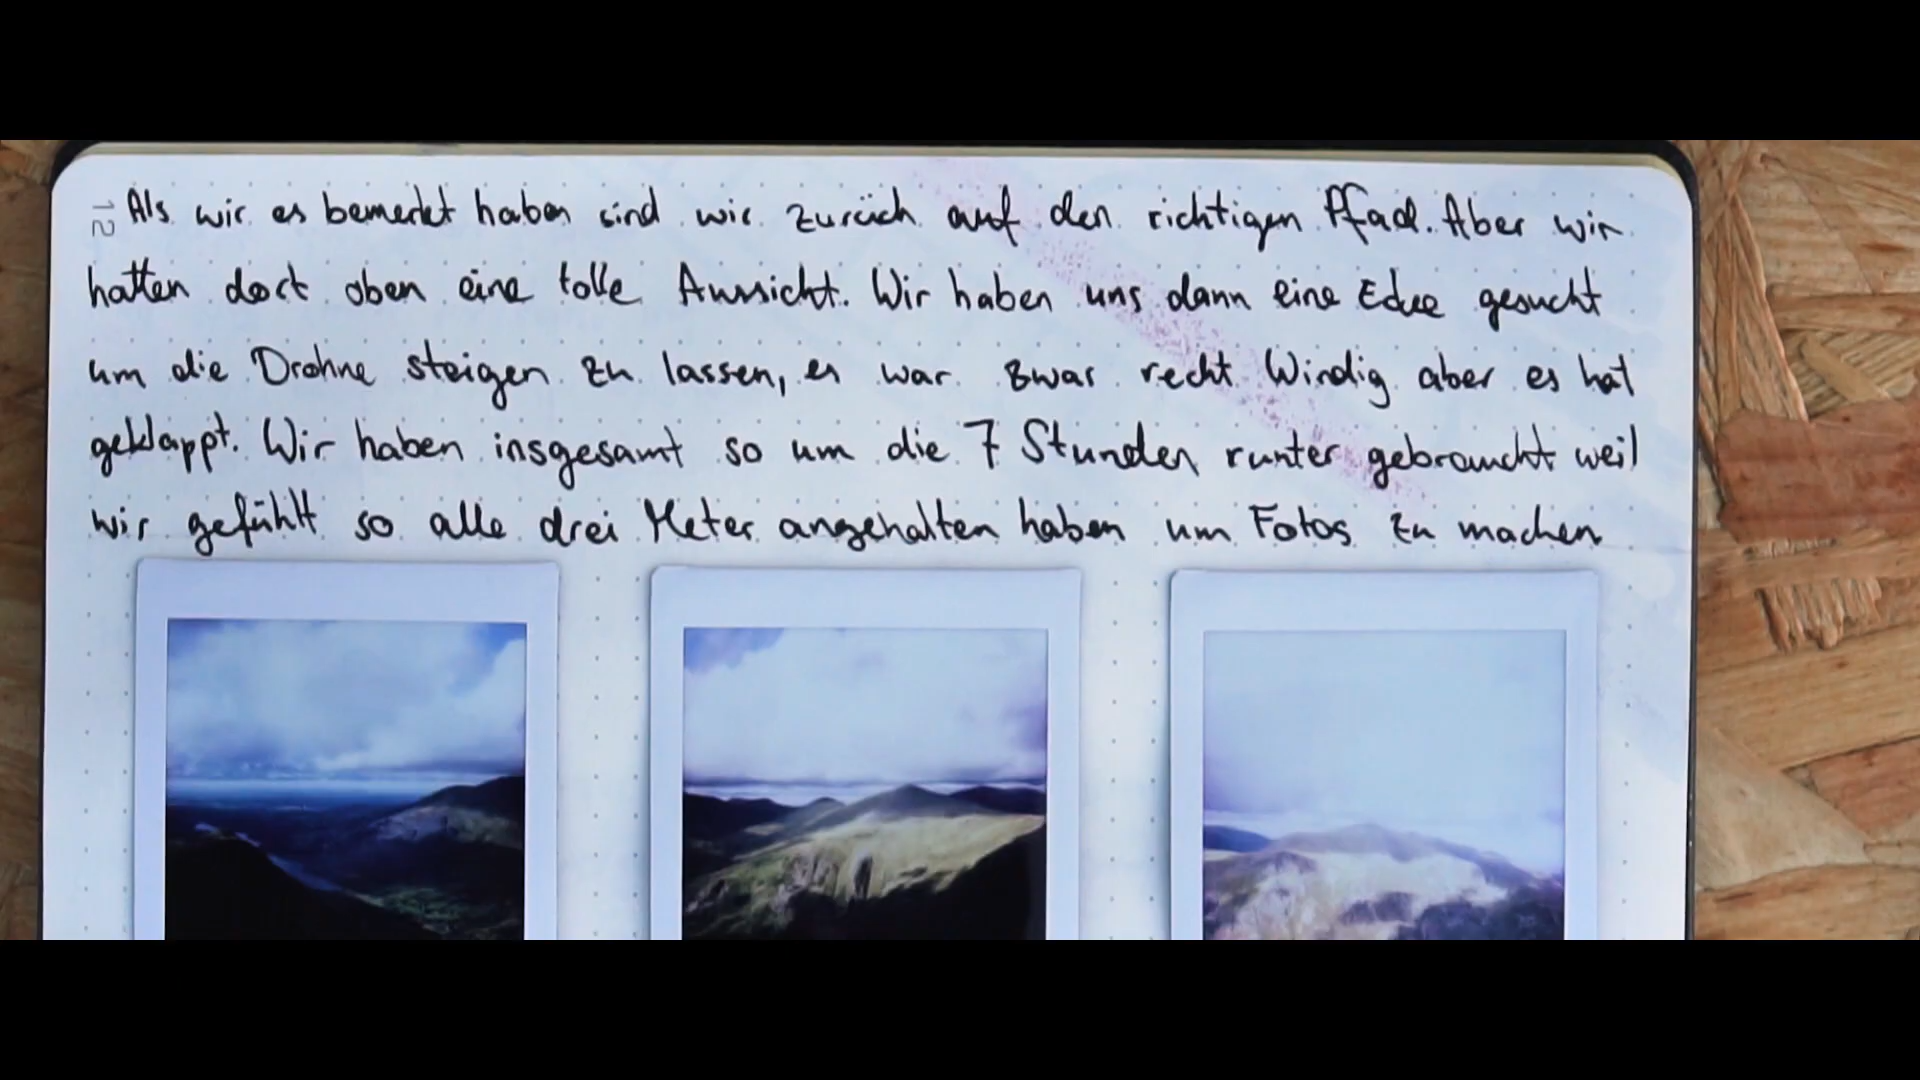 12
Als wir es bemerkt haben sind wir zurück auf den richtigen Pfad. Aber wir
hatten dort oben eine tolle Aussicht. Wir haben uns dann eine Ecke gesucht
um die Drohne steigen zu lassen, es war zwar recht Windig aber es hat
geklappt. Wir haben insgesamt so um die 7 Stunden runter gebraucht weil
wir gefühlt so alle drei Meter angehalten haben um Fotos zu machen